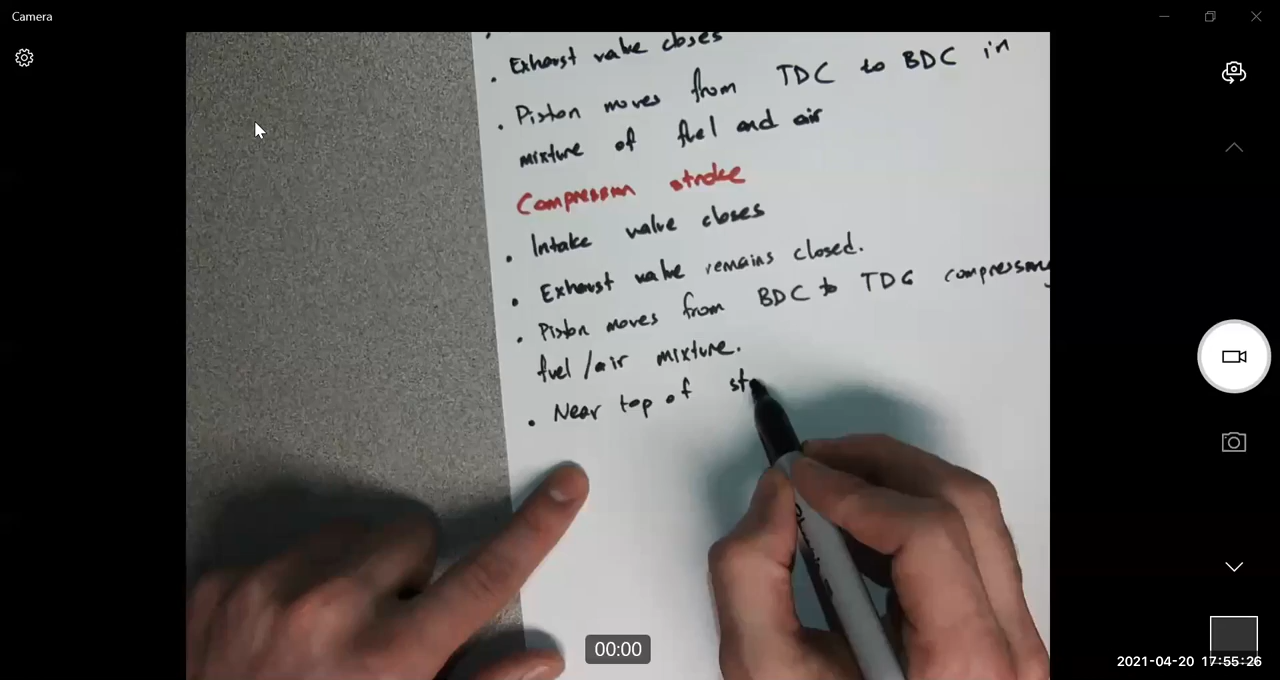 Camera
• Exhaust valve closes
• Piston moves from TDC to BDC in
mixture of fuel and air
Compression stroke
• Intake valve closes
• Exhaust valve remains closed.
• Piston moves from BDC to TDC compressing
fuel/air mixture.
• Near top of stro
00:00
2021-04-20 17:55:26